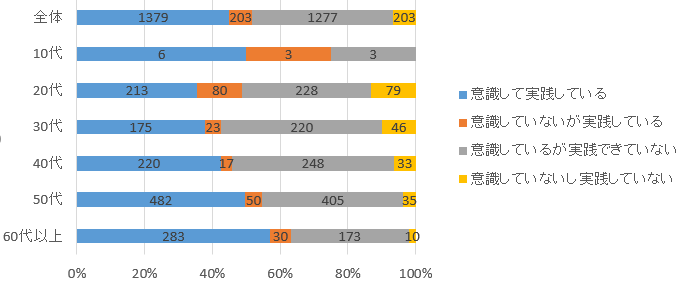 全体 1379 203 1277 203
10代 6 3 3
20代 213 80 228 79
30代 175 23 220 46
40代 220 17 248 33
50代 482 50 405 35
60代以上 283 30 173 10
0% 20% 40% 60% 80% 100%
意識して実践している
意識していないが実践している
意識しているが実践できていない
意識していないし実践していない